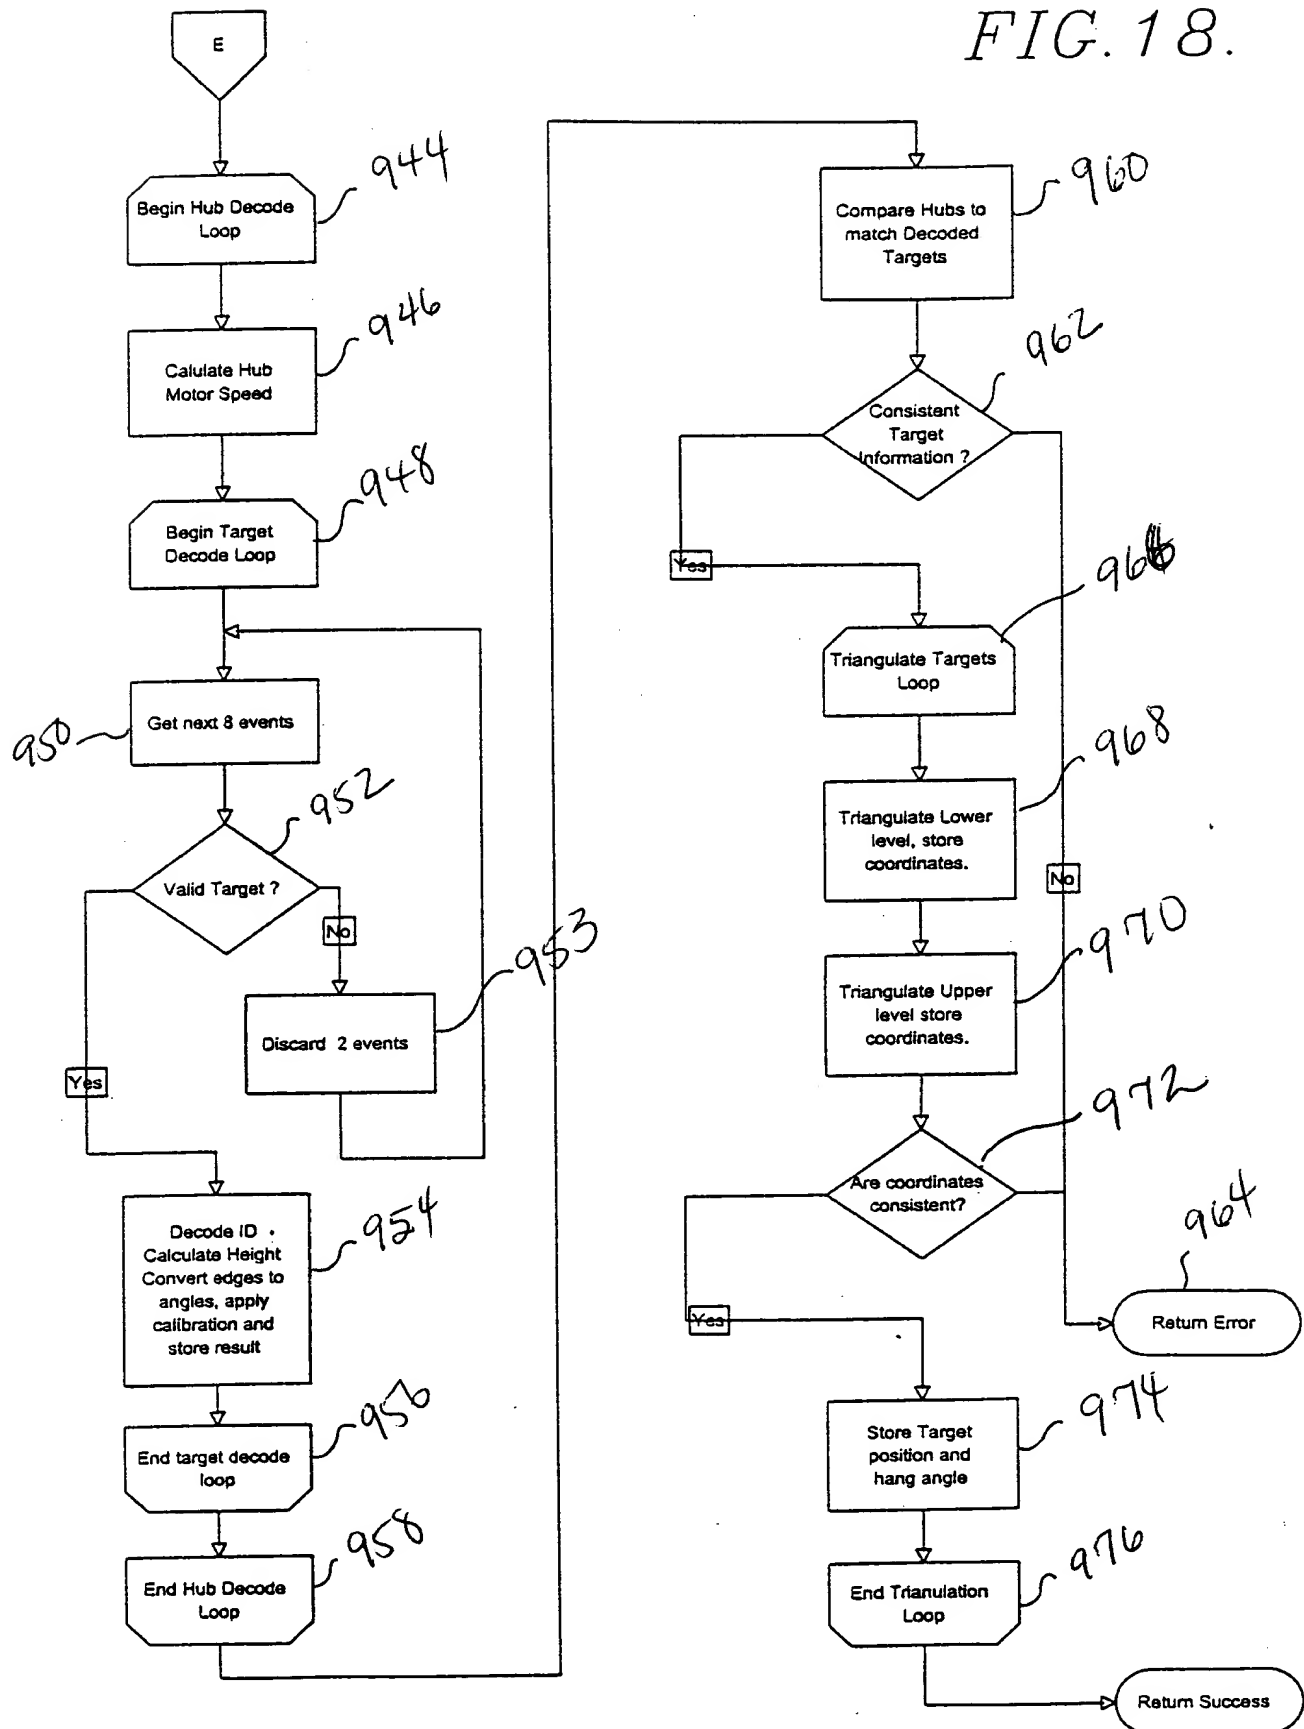 FIG. 18.
E
944
Begin Hub Decode
Loop
946
Calulate Hub
Motor Speed
948
Begin Target
Decode Loop
950
Get next 8 events
952
Valid Target ?
No
953
Discard 2 events
Yes
954
Decode ID
Calculate Height
Convert edges to
angles, apply
calibration and
store result
956
End target decode
loop
958
End Hub Decode
Loop
960
Compare Hubs to
match Decoded
Targets
962
Consistent
Target
Information ?
Yes
Triangulate Targets
Loop
968
Triangulate Lower
level, store
coordinates.
No
970
Triangulate Upper
level store
coordinates.
972
Are coordinates
consistent?
964
Return Error
Yes
974
Store Target
position and
hang angle
976
End Trianulation
Loop
Return Success